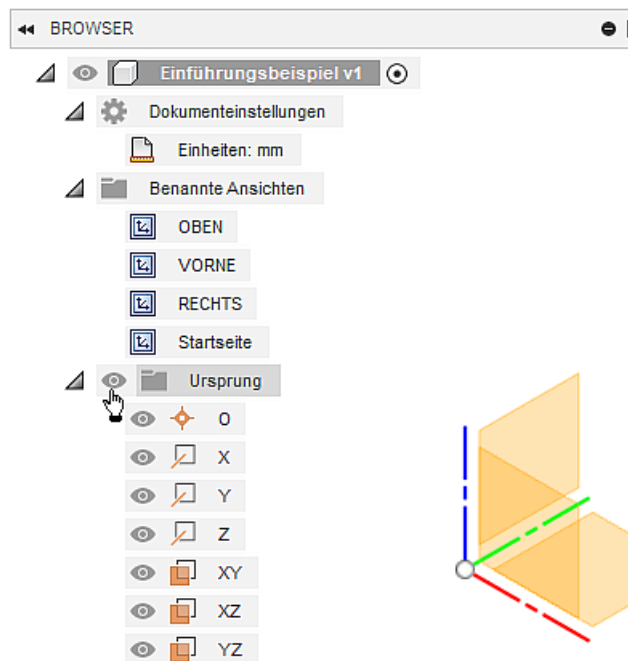 BROWSER
Einführungsbeispiel v1
Dokumenteinstellungen
Einheiten: mm
Benannte Ansichten
OBEN
VORNE
RECHTS
Startseite
Ursprung
O
X
Y
Z
XY
XZ
YZ